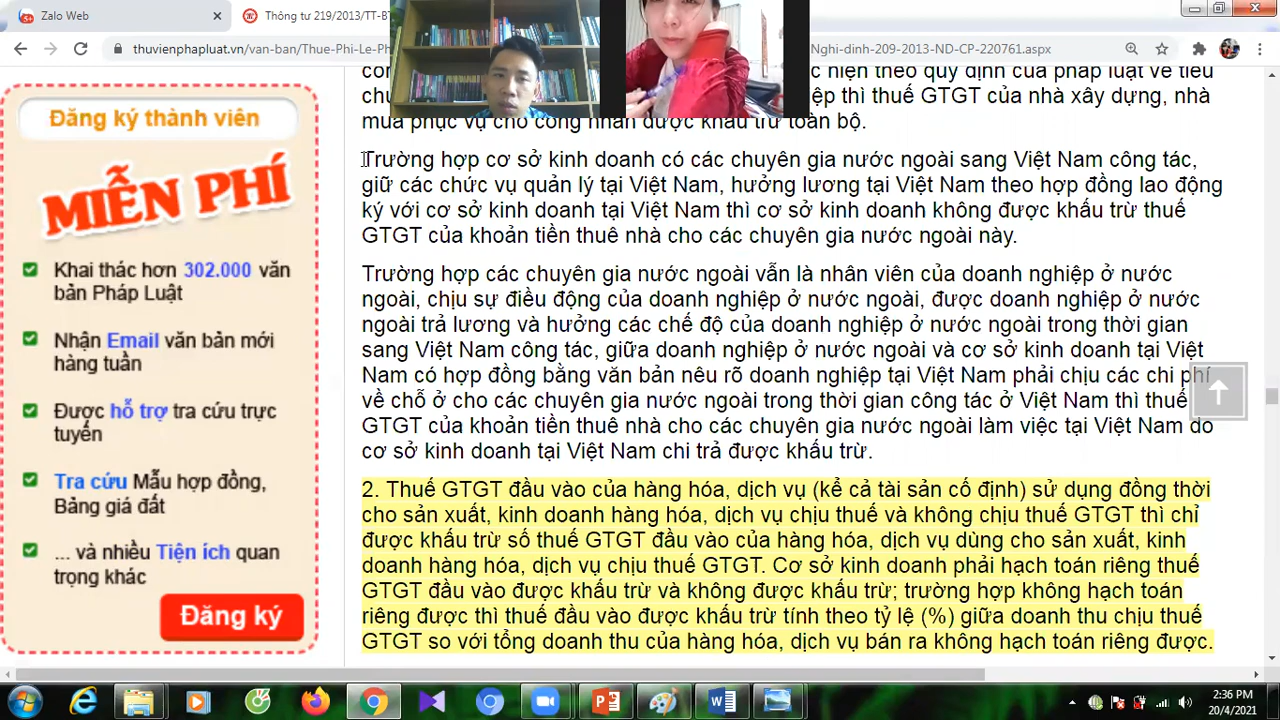 Zalo Web
Thông tư 219/2013/TT-BT
thuvienphapluat.vn/van-ban/Thue-Phi-Le-Ph
Nghi-dinh-209-2013-ND-CP-220761.aspx
Đăng ký thành viên
MIỄN PHÍ
Khai thác hơn 302.000 văn
bản Pháp Luật
Nhận Email văn bản mới
hàng tuần
Được hỗ trợ tra cứu trực
tuyến
Tra cứu Mẫu hợp đồng,
Bảng giá đất
... và nhiều Tiện ích quan
trọng khác
Đăng ký
hiện theo quy định của pháp luật về tiêu
thì thuế GTGT của nhà xây dựng, nhà
mua phục vụ cho công nhân được khấu trừ toàn bộ.
Trường hợp cơ sở kinh doanh có các chuyên gia nước ngoài sang Việt Nam công tác,
giữ các chức vụ quản lý tại Việt Nam, hưởng lương tại Việt Nam theo hợp đồng lao động
ký với cơ sở kinh doanh tại Việt Nam thì cơ sở kinh doanh không được khấu trừ thuế
GTGT của khoản tiền thuê nhà cho các chuyên gia nước ngoài này.
Trường hợp các chuyên gia nước ngoài vẫn là nhân viên của doanh nghiệp ở nước
ngoài, chịu sự điều động của doanh nghiệp ở nước ngoài, được doanh nghiệp ở nước
ngoài trả lương và hưởng các chế độ của doanh nghiệp ở nước ngoài trong thời gian
sang Việt Nam công tác, giữa doanh nghiệp ở nước ngoài và cơ sở kinh doanh tại Việt
Nam có hợp đồng bằng văn bản nêu rõ doanh nghiệp tại Việt Nam phải chịu các chi phí
về chỗ ở cho các chuyên gia nước ngoài trong thời gian công tác ở Việt Nam thì thuế
GTGT của khoản tiền thuê nhà cho các chuyên gia nước ngoài làm việc tại Việt Nam do
cơ sở kinh doanh tại Việt Nam chi trả được khấu trừ.
2. Thuế GTGT đầu vào của hàng hóa, dịch vụ (kể cả tài sản cố định) sử dụng đồng thời
cho sản xuất, kinh doanh hàng hóa, dịch vụ chịu thuế và không chịu thuế GTGT thì chỉ
được khấu trừ số thuế GTGT đầu vào của hàng hóa, dịch vụ dùng cho sản xuất, kinh
doanh hàng hóa, dịch vụ chịu thuế GTGT. Cơ sở kinh doanh phải hạch toán riêng thuế
GTGT đầu vào được khấu trừ và không được khấu trừ; trường hợp không hạch toán
riêng được thì thuế đầu vào được khấu trừ tính theo tỷ lệ (%) giữa doanh thu chịu thuế
GTGT so với tổng doanh thu của hàng hóa, dịch vụ bán ra không hạch toán riêng được.
2:36 PM
20/4/2021